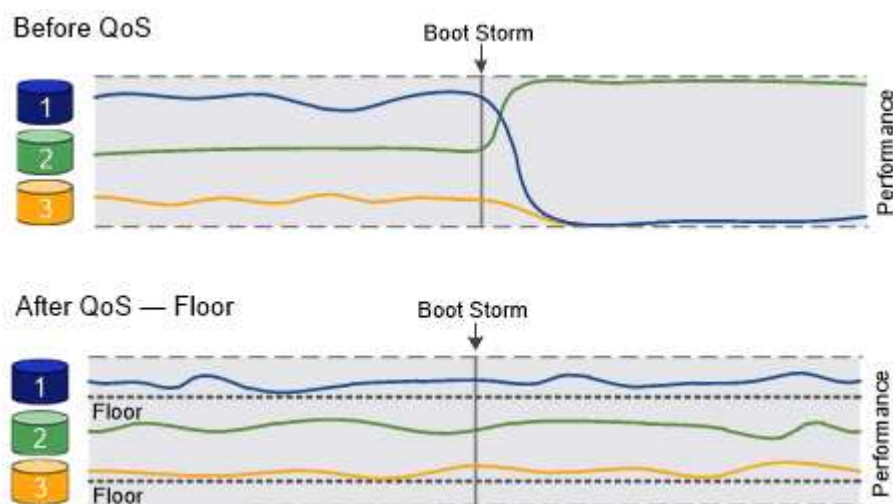 Before QoS
Boot Storm
1
2
3
Performance
After QoS — Floor
Boot Storm
1
Floor
2
3
Floor
Performance